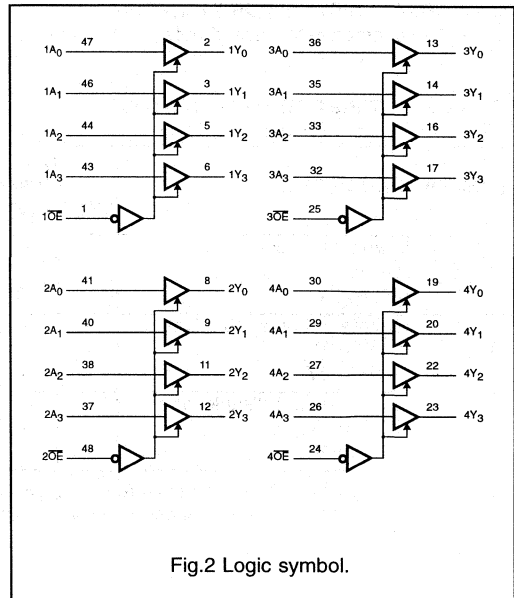 1A0 47 2 1Y0
1A1 46 3 1Y1
1A2 44 5 1Y2
1A3 43 6 1Y3
1OE 1
3A0 36 13 3Y0
3A1 35 14 3Y1
3A2 33 16 3Y2
3A3 32 17 3Y3
3OE 25
2A0 41 8 2Y0
2A1 40 9 2Y1
2A2 38 11 2Y2
2A3 37 12 2Y3
2OE 48
4A0 30 19 4Y0
4A1 29 20 4Y1
4A2 27 22 4Y2
4A3 26 23 4Y3
4OE 24
Fig.2 Logic symbol.